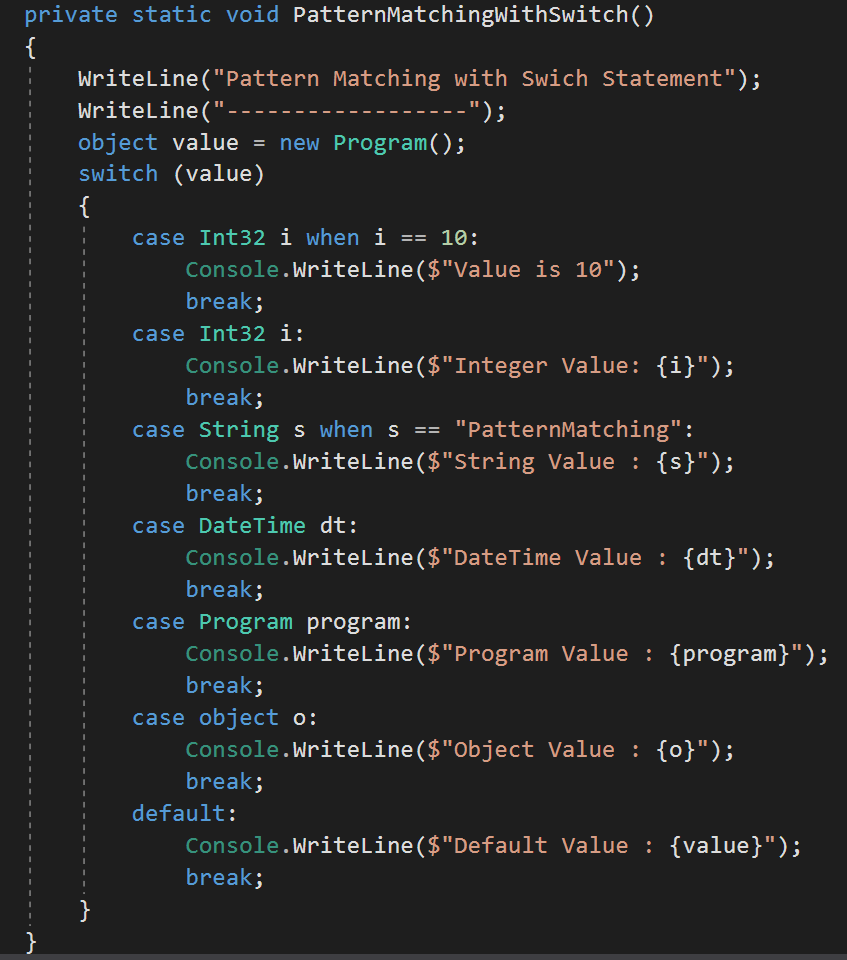 private static void PatternMatchingWithSwitch()
{
    WriteLine("Pattern Matching with Swich Statement");
    WriteLine("------------------");
    object value = new Program();
    switch (value)
    {
        case Int32 i when i == 10:
            Console.WriteLine($"Value is 10");
            break;
        case Int32 i:
            Console.WriteLine($"Integer Value: {i}");
            break;
        case String s when s == "PatternMatching":
            Console.WriteLine($"String Value : {s}");
            break;
        case DateTime dt:
            Console.WriteLine($"DateTime Value : {dt}");
            break;
        case Program program:
            Console.WriteLine($"Program Value : {program}");
            break;
        case object o:
            Console.WriteLine($"Object Value : {o}");
            break;
        default:
            Console.WriteLine($"Default Value : {value}");
            break;
    }
}